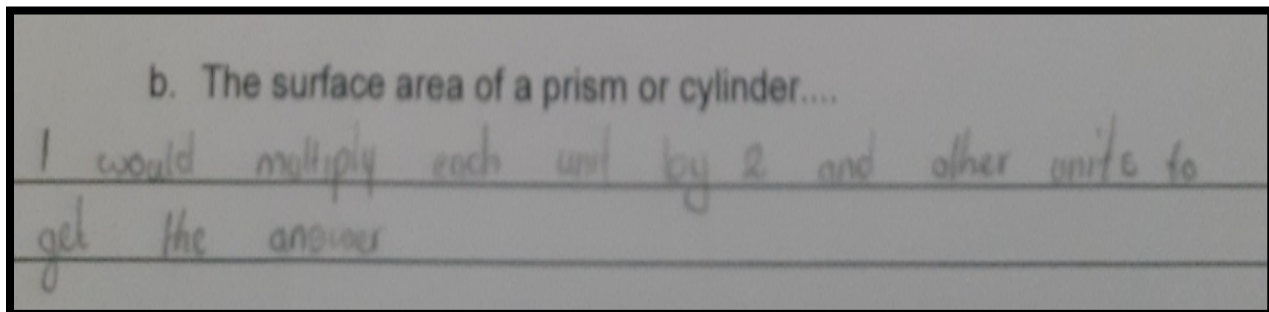 b. The surface area of a prism or cylinder....
I would multiply each unit by 2 and other units to
get the answer